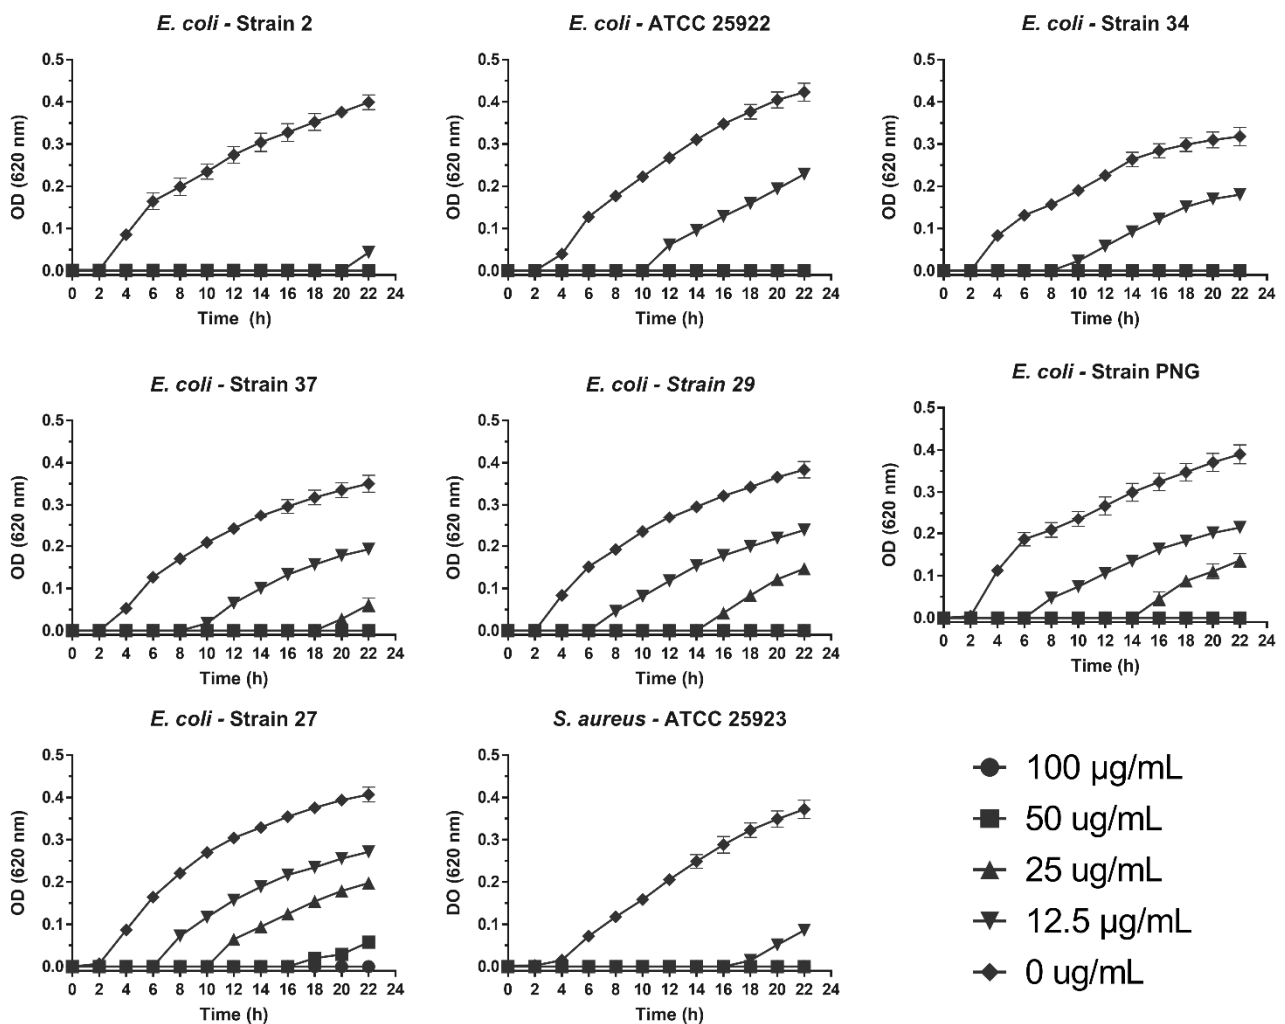 E. coli - Strain 2
OD (620 nm)
0.5
0.4
0.3
0.2
0.1
0.0
0 2 4 6 8 10 12 14 16 18 20 22 24
Time (h)
E. coli - ATCC 25922
OD (620 nm)
0.5
0.4
0.3
0.2
0.1
0.0
0 2 4 6 8 10 12 14 16 18 20 22 24
Time (h)
E. coli - Strain 34
OD (620 nm)
0.5
0.4
0.3
0.2
0.1
0.0
0 2 4 6 8 10 12 14 16 18 20 22 24
Time (h)
E. coli - Strain 37
OD (620 nm)
0.5
0.4
0.3
0.2
0.1
0.0
0 2 4 6 8 10 12 14 16 18 20 22 24
Time (h)
E. coli - Strain 29
OD (620 nm)
0.5
0.4
0.3
0.2
0.1
0.0
0 2 4 6 8 10 12 14 16 18 20 22 24
Time (h)
E. coli - Strain PNG
OD (620 nm)
0.5
0.4
0.3
0.2
0.1
0.0
0 2 4 6 8 10 12 14 16 18 20 22 24
Time (h)
E. coli - Strain 27
OD (620 nm)
0.5
0.4
0.3
0.2
0.1
0.0
0 2 4 6 8 10 12 14 16 18 20 22 24
Time (h)
S. aureus - ATCC 25923
DO (620 nm)
0.5
0.4
0.3
0.2
0.1
0.0
0 2 4 6 8 10 12 14 16 18 20 22 24
Time (h)
100 µg/mL
50 ug/mL
25 ug/mL
12.5 µg/mL
0 ug/mL